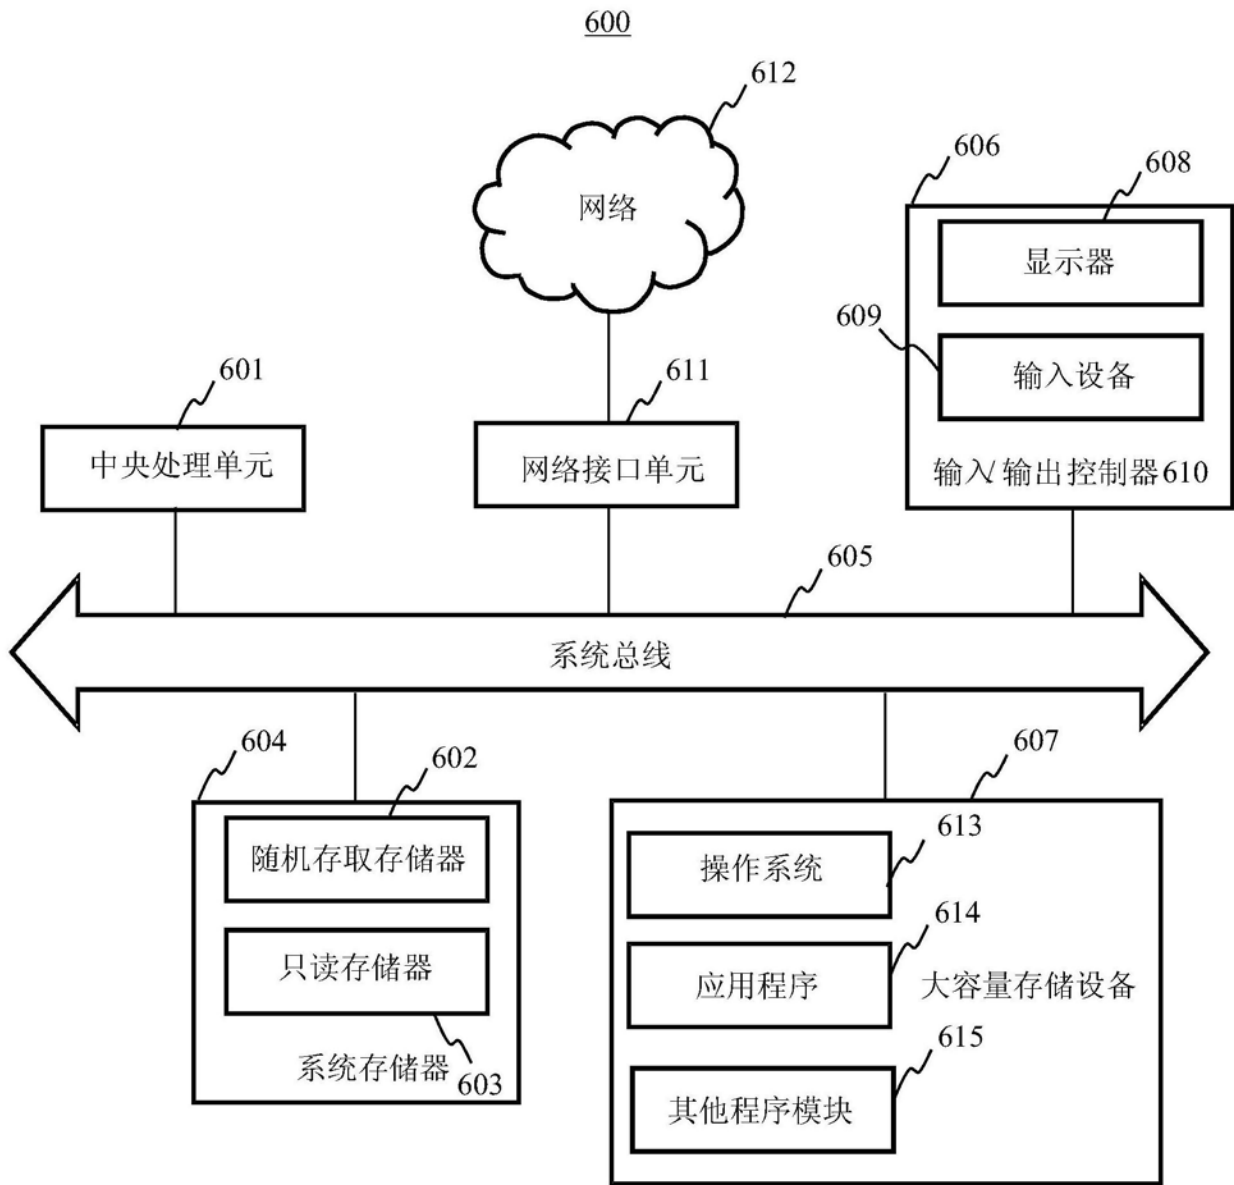 600
612
网络
606
608
显示器
609
输入设备
输入/输出控制器610
601
中央处理单元
611
网络接口单元
605
系统总线
604
602
随机存取存储器
只读存储器
系统存储器
603
607
613
操作系统
614
应用程序
大容量存储设备
615
其他程序模块